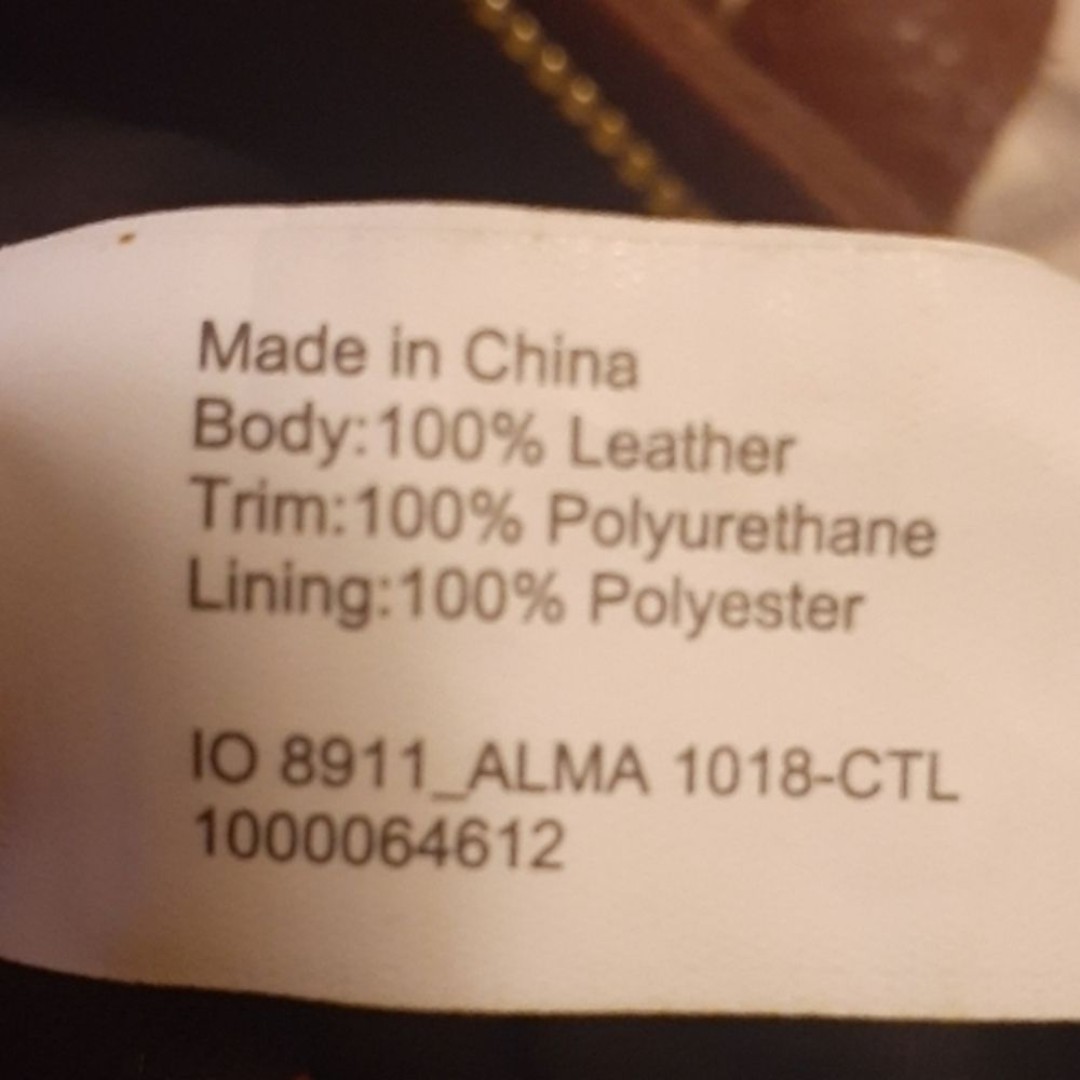 Made in China
Body:100% Leather
Trim:100% Polyurethane
Lining:100% Polyester
IO 8911_ALMA 1018-CTL
1000064612